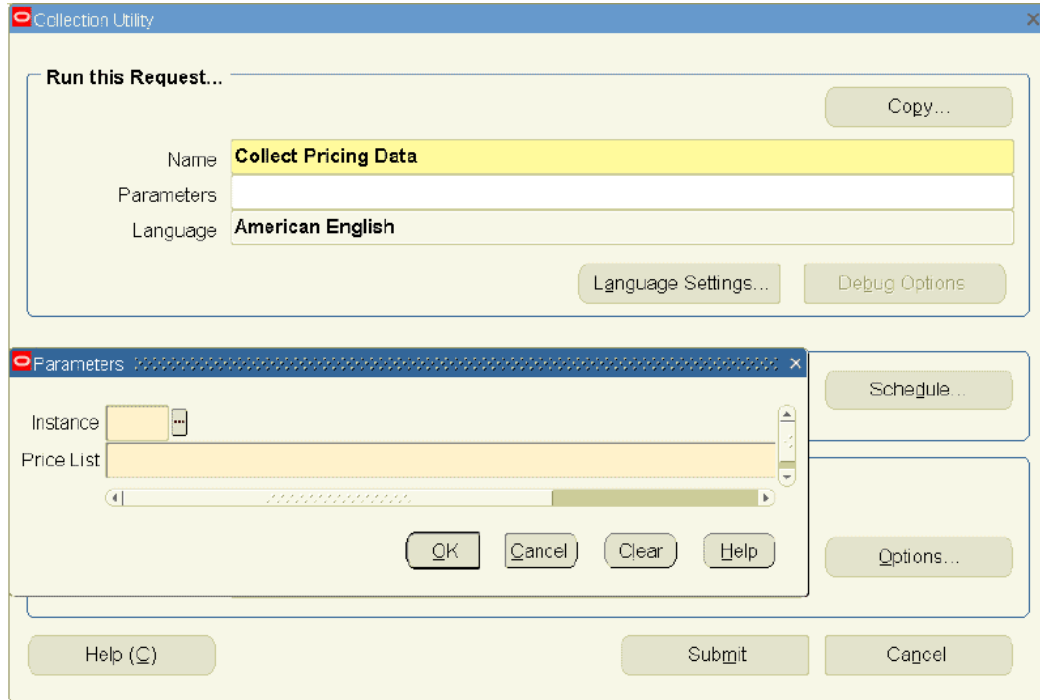 Collection Utility
Run this Request...
Copy...
Name Collect Pricing Data
Parameters
Language American English
Language Settings... Debug Options
Parameters
Schedule...
Instance
Price List
OK Cancel Clear Help
Options...
Help (C) Submit Cancel